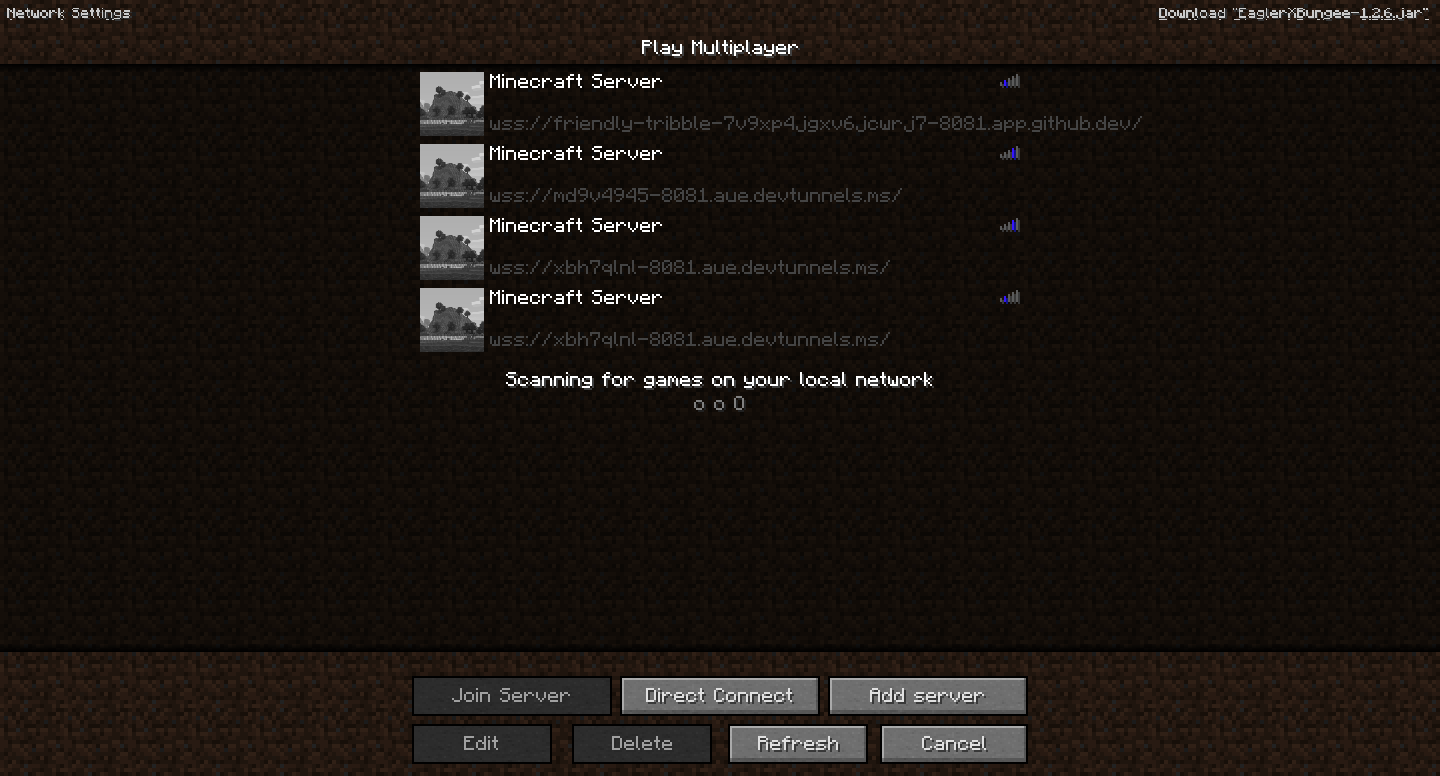 Network Settings
Download "EaglerXBungee-1.2.6.jar"
Play Multiplayer
Minecraft Server
wss://friendly-tribble-7v9xp4jgxv6jcwrj7-8081.app.github.dev/
Minecraft Server
wss://md9v4945-8081.aue.devtunnels.ms/
Minecraft Server
wss://xbh7qlnl-8081.aue.devtunnels.ms/
Minecraft Server
wss://xbh7qlnl-8081.aue.devtunnels.ms/
Scanning for games on your local network
o o O
Join Server
Direct Connect
Add server
Edit
Delete
Refresh
Cancel